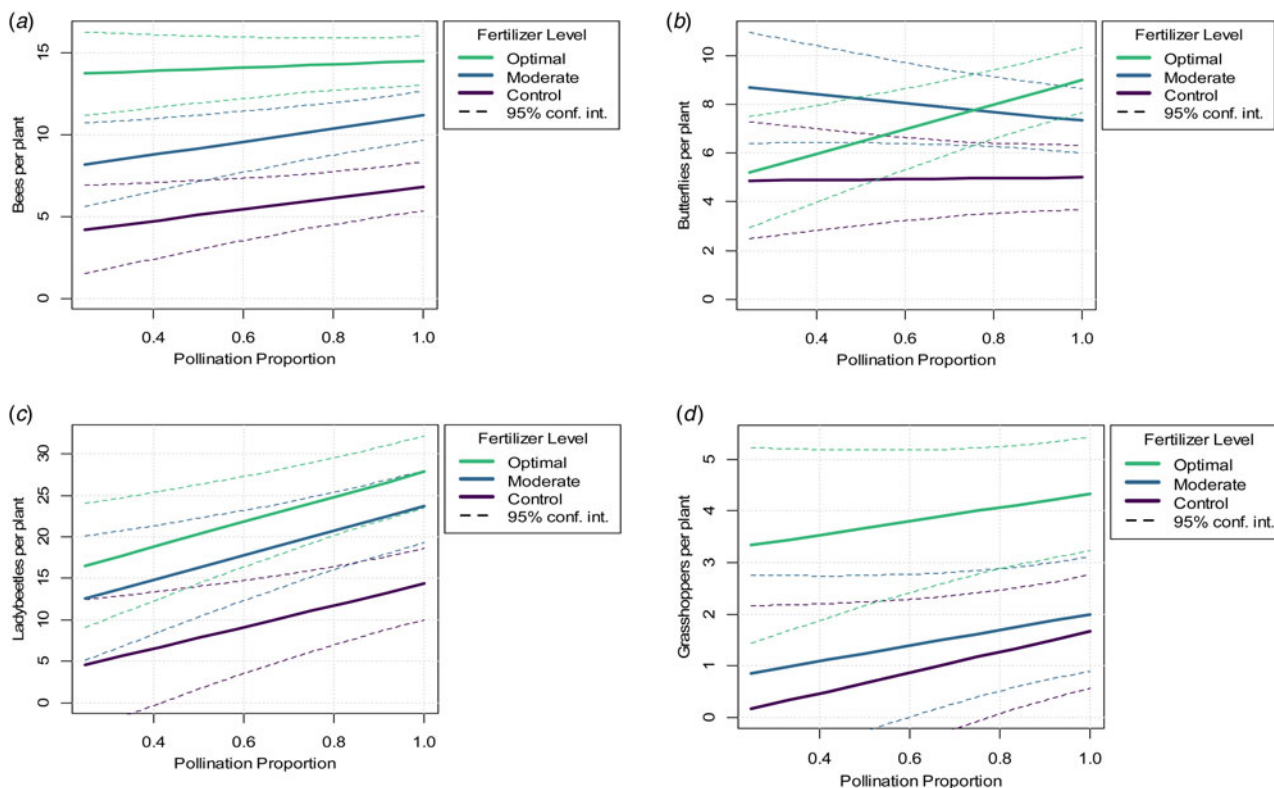 (a)
Bees per plant
15
10
5
0
0.4 0.6 0.8 1.0
Pollination Proportion
Fertilizer Level
Optimal
Moderate
Control
95% conf. int.
(b)
Butterflies per plant
10
8
6
4
2
0
0.4 0.6 0.8 1.0
Pollination Proportion
Fertilizer Level
Optimal
Moderate
Control
95% conf. int.
(c)
Ladybeetles per plant
30
25
20
15
10
5
0
0.4 0.6 0.8 1.0
Pollination Proportion
Fertilizer Level
Optimal
Moderate
Control
95% conf. int.
(d)
Grasshoppers per plant
5
4
3
2
1
0
0.4 0.6 0.8 1.0
Pollination Proportion
Fertilizer Level
Optimal
Moderate
Control
95% conf. int.